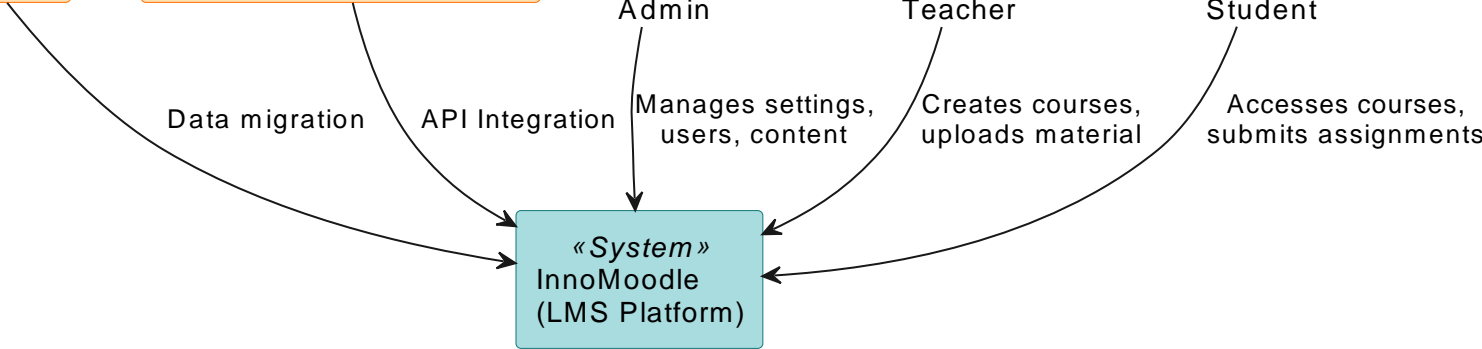 Admin
Teacher
Student
Data migration
API Integration
Manages settings,
users, content
Creates courses,
uploads material
Accesses courses,
submits assignments
«System»
InnoMoodle
(LMS Platform)